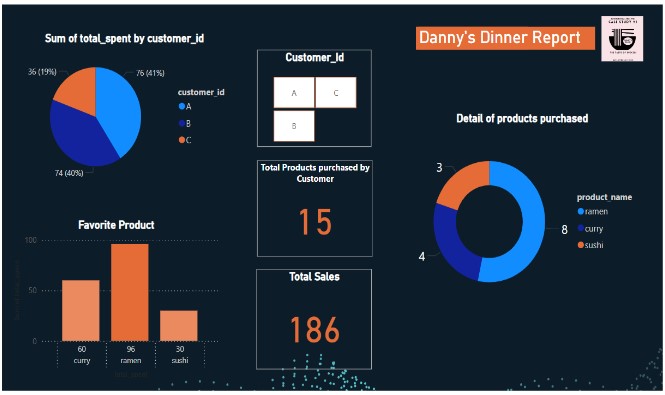 Danny's Dinner Report
Sum of total_spent by customer_id
36 (19%)
76 (41%)
74 (40%)
customer_id
A
B
C
Customer_Id
A
C
B
Total Products purchased by
Customer
15
Total Sales
186
Favorite Product
100
50
0
60
96
30
curry
ramen
sushi
Detail of products purchased
3
8
4
product_name
ramen
curry
sushi